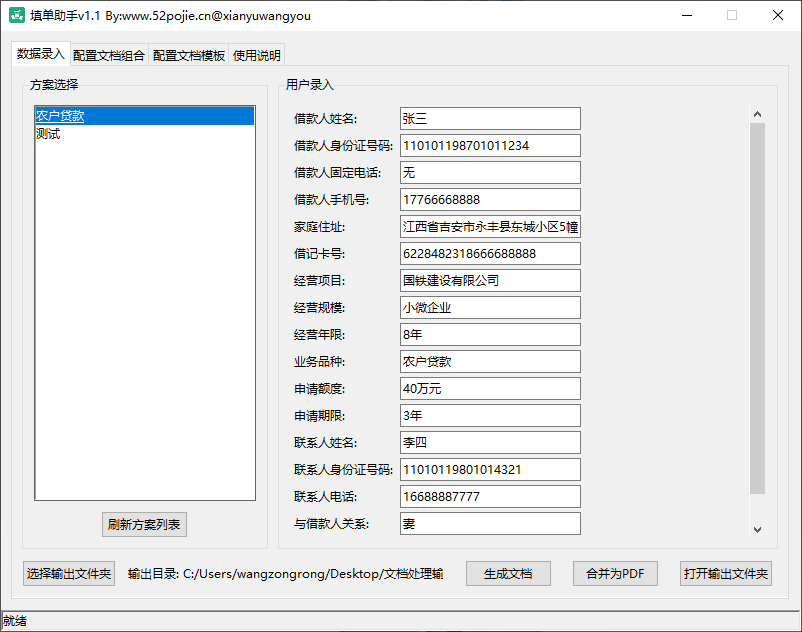 填单助手v1.1 By:www.52pojie.cn@xianyuwangyou
数据录入 配置文档组合 配置文档模板 使用说明
方案选择
农户贷款
测试
刷新方案列表
用户录入
借款人姓名: 张三
借款人身份证号码: 110101198701011234
借款人固定电话: 无
借款人手机号: 17766668888
家庭住址: 江西省吉安市永丰县东城小区5幢
借记卡号: 6228482318666688888
经营项目: 国铁建设有限公司
经营规模: 小微企业
经营年限: 8年
业务品种: 农户贷款
申请额度: 40万元
申请期限: 3年
联系人姓名: 李四
联系人身份证号码: 11010119801014321
联系人电话: 16688887777
与借款人关系: 妻
选择输出文件夹 输出目录: C:/Users/wangzongrong/Desktop/文档处理输 生成文档 合并为PDF 打开输出文件夹
就绪